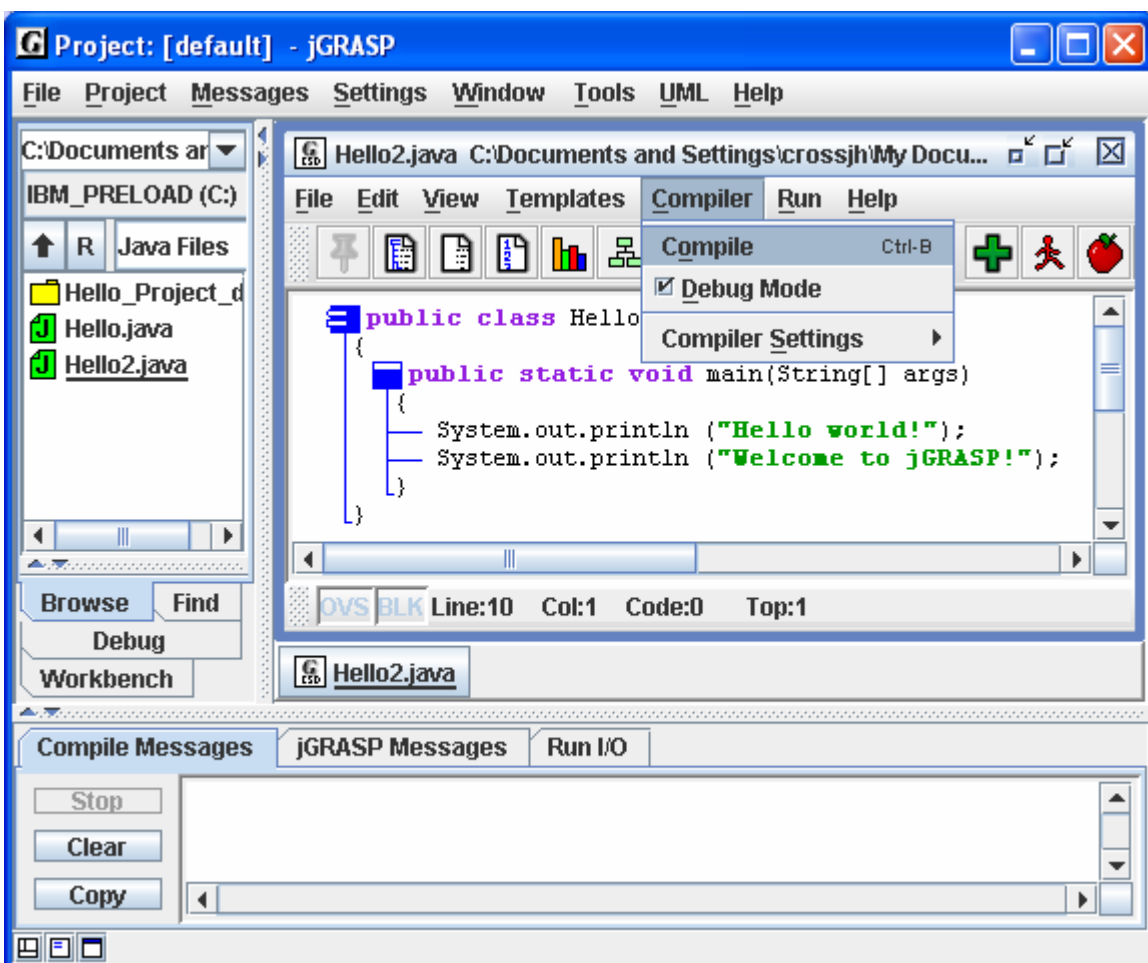 Project: [default] - jGRASP
File Project Messages Settings Window Tools UML Help
C:\Documents ar
IBM_PRELOAD (C:)
R Java Files
Hello_Project_d
Hello.java
Hello2.java
Browse Find
Debug
Workbench
Hello2.java C:\Documents and Settings\crossjh\My Docu...
File Edit View Templates Compiler Run Help
Compile Ctrl-B
Debug Mode
Compiler Settings
public class Hello
{
public static void main(String[] args)
{
System.out.println ("Hello world!");
System.out.println ("Welcome to jGRASP!");
}
}
OVS BLK Line:10 Col:1 Code:0 Top:1
Hello2.java
Compile Messages jGRASP Messages Run I/O
Stop
Clear
Copy